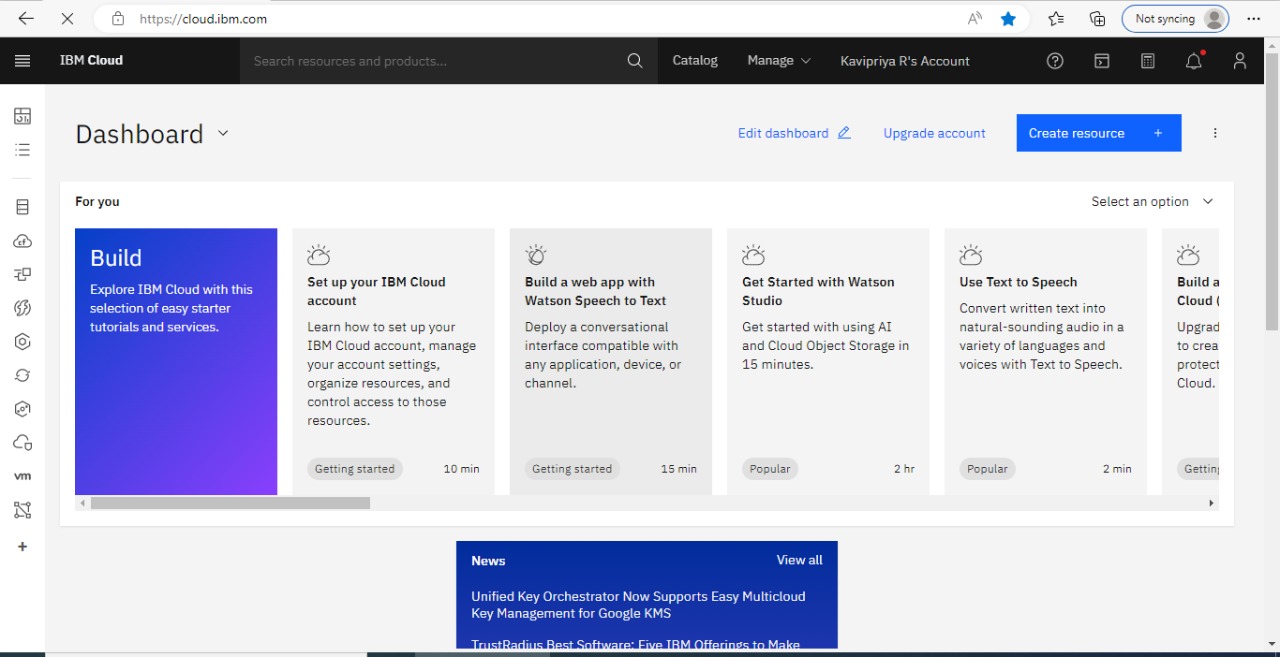 https://cloud.ibm.com
Not syncing
IBM Cloud
Search resources and products...
Catalog
Manage
Kavipriya R's Account
Dashboard
Edit dashboard
Upgrade account
Create resource +
For you
Select an option
Build
Explore IBM Cloud with this
selection of easy starter
tutorials and services.
Set up your IBM Cloud
account
Learn how to set up your
IBM Cloud account, manage
your account settings,
organize resources, and
control access to those
resources.
Getting started
10 min
Build a web app with
Watson Speech to Text
Deploy a conversational
interface compatible with
any application, device, or
channel.
Getting started
15 min
Get Started with Watson
Studio
Get started with using AI
and Cloud Object Storage in
15 minutes.
Popular
2 hr
Use Text to Speech
Convert written text into
natural-sounding audio in a
variety of languages and
voices with Text to Speech.
Popular
2 min
Build a
Cloud (
Upgrad
to crea
protect
Cloud.
Getting
vm
News
View all
Unified Key Orchestrator Now Supports Easy Multicloud
Key Management for Google KMS
TrustRadius Best Software: Five IBM Offerings to Make